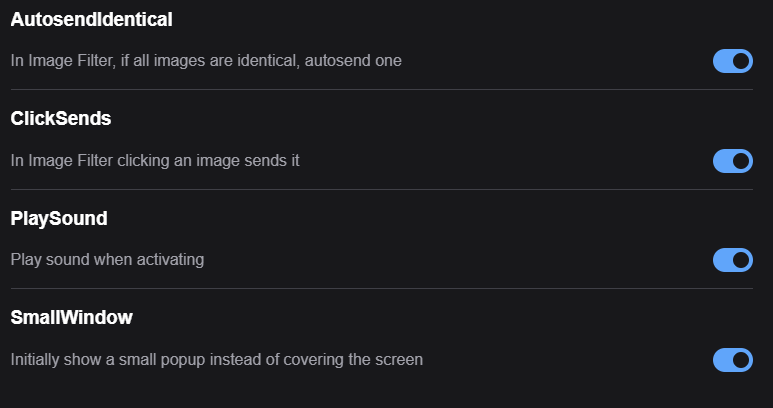 AutosendIdentical
In Image Filter, if all images are identical, autosend one
ClickSends
In Image Filter clicking an image sends it
PlaySound
Play sound when activating
SmallWindow
Initially show a small popup instead of covering the screen